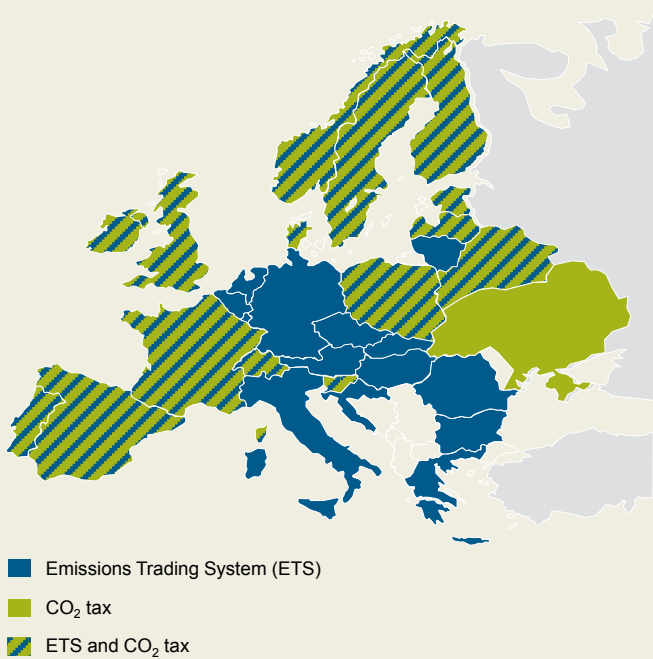 Emissions Trading System (ETS)
CO₂ tax
ETS and CO₂ tax